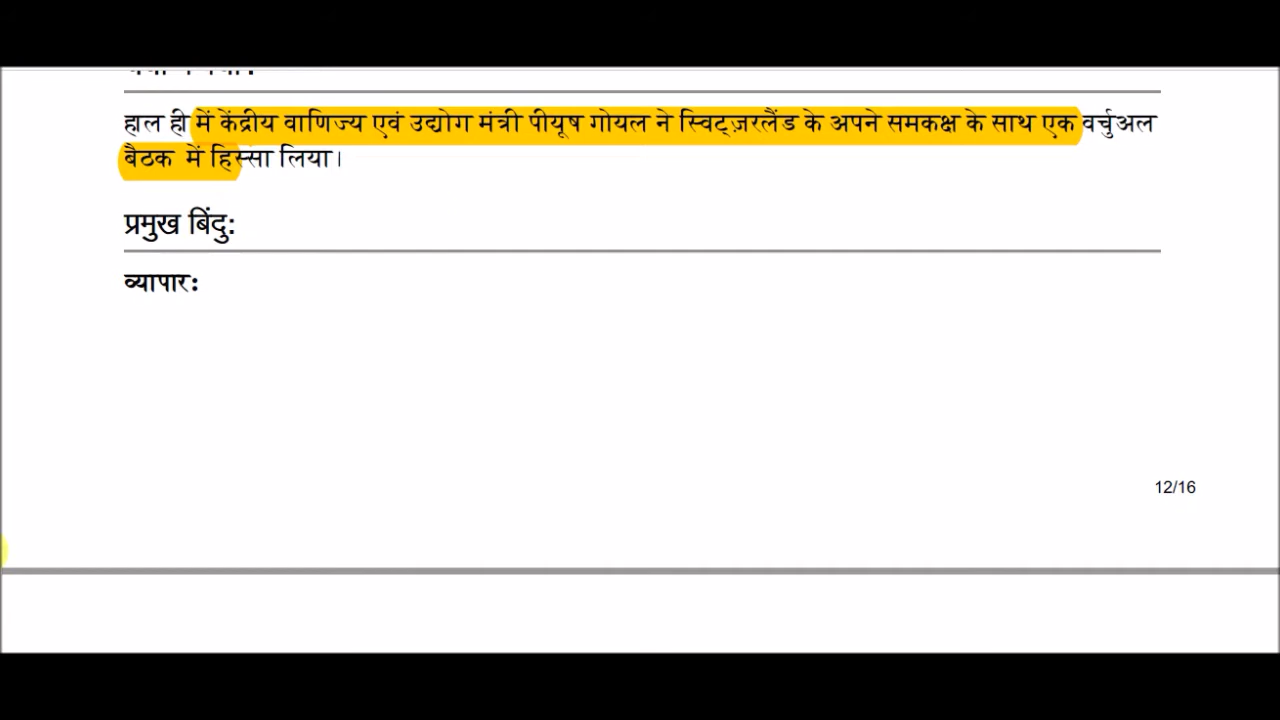 हाल ही में केंद्रीय वाणिज्य एवं उद्योग मंत्री पीयूष गोयल ने स्विट्ज़रलैंड के अपने समकक्ष के साथ एक वर्चुअल
बैठक में हिस्सा लिया।
प्रमुख बिंदु:
व्यापार:
12/16